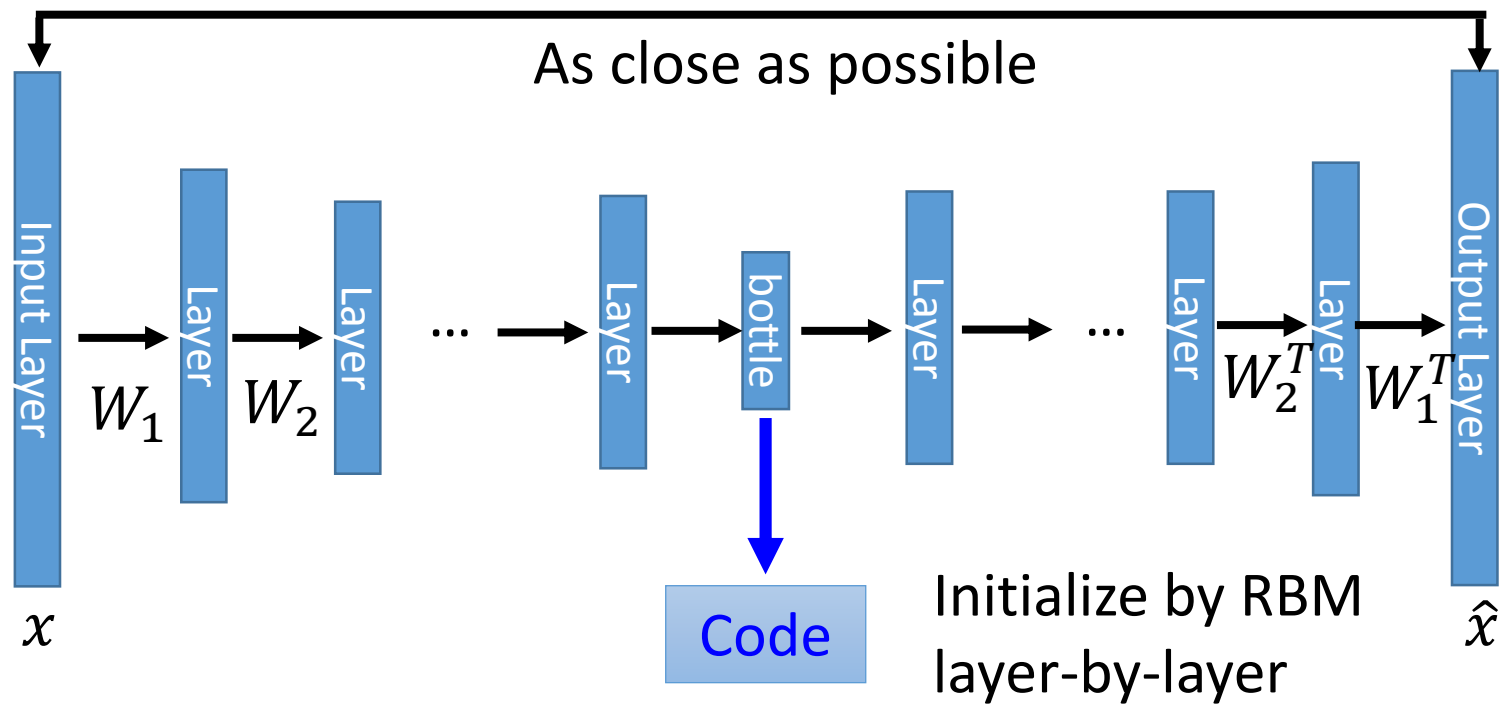 As close as possible
Input Layer
Layer
Layer
...
Layer
bottle
Layer
...
Layer
Layer
Output Layer
W₁
W₂
W₂ᵀ
W₁ᵀ
x
Code
Initialize by RBM
layer-by-layer
x̂